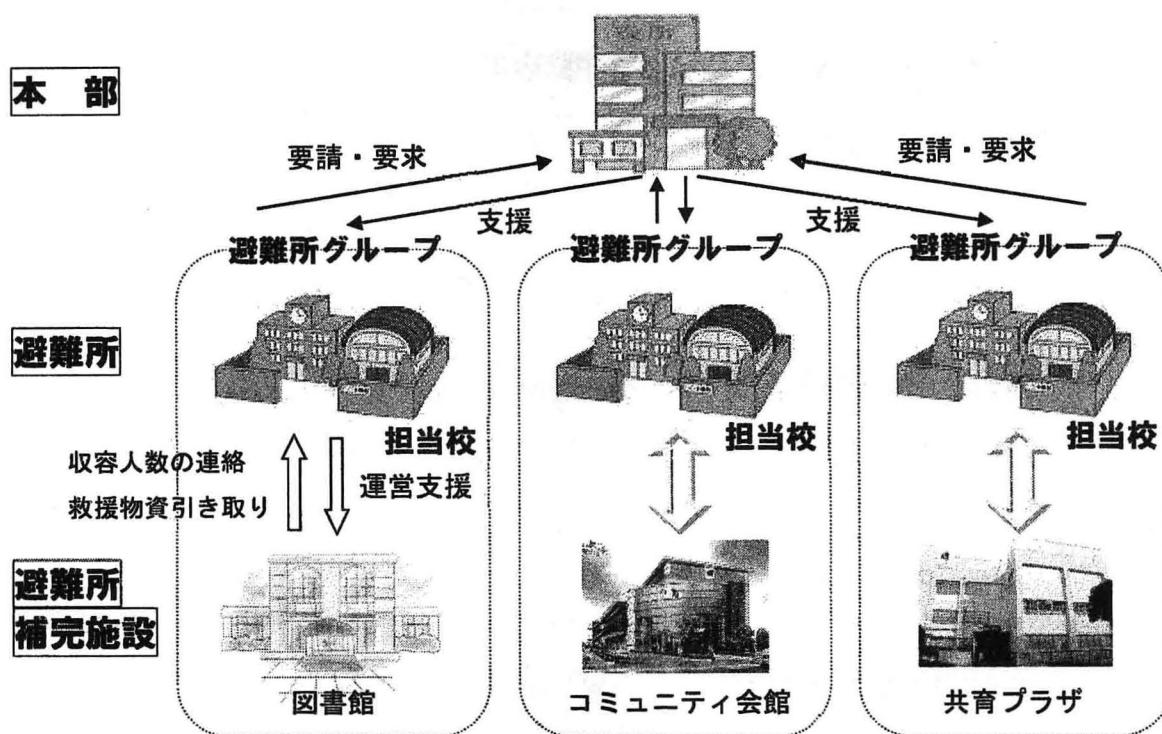 本 部
要請・要求
要請・要求
支援
支援
避難所グループ
避難所グループ
避難所グループ
避難所
担当校
担当校
担当校
収容人数の連絡
救援物資引き取り
運営支援
避難所
補完施設
図書館
コミュニティ会館
共育プラザ